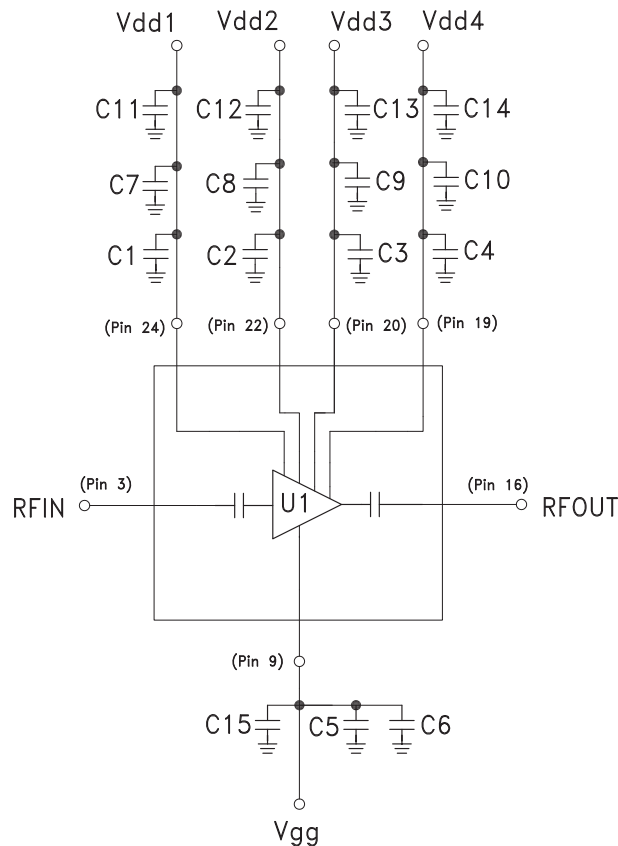 Vdd1 Vdd2 Vdd3 Vdd4
C11 C12 C13 C14
C7 C8 C9 C10
C1 C2 C3 C4
(Pin 24) (Pin 22) (Pin 20) (Pin 19)
(Pin 3) (Pin 16)
RFIN U1 RFOUT
(Pin 9)
C15 C5 C6
Vgg